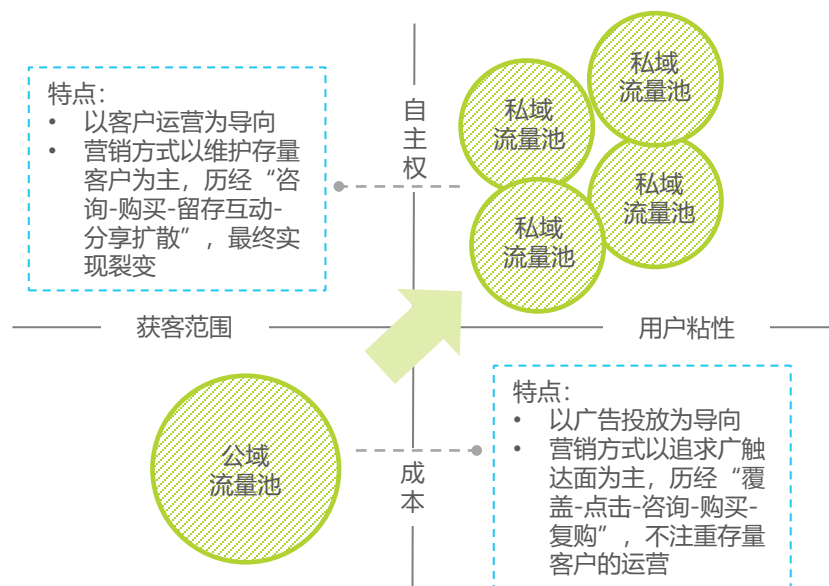 特点：
• 以客户运营为导向
• 营销方式以维护存量
客户为主，历经“咨
询-购买-留存互动-
分享扩散”，最终实
现裂变
自
主
权
私域
流量池
私域
流量池
私域
流量池
私域
流量池
获客范围
用户粘性
公域
流量池
成
本
特点：
• 以广告投放为导向
• 营销方式以追求广触
达面为主，历经“覆
盖-点击-咨询-购买-
复购”，不注重存量
客户的运营